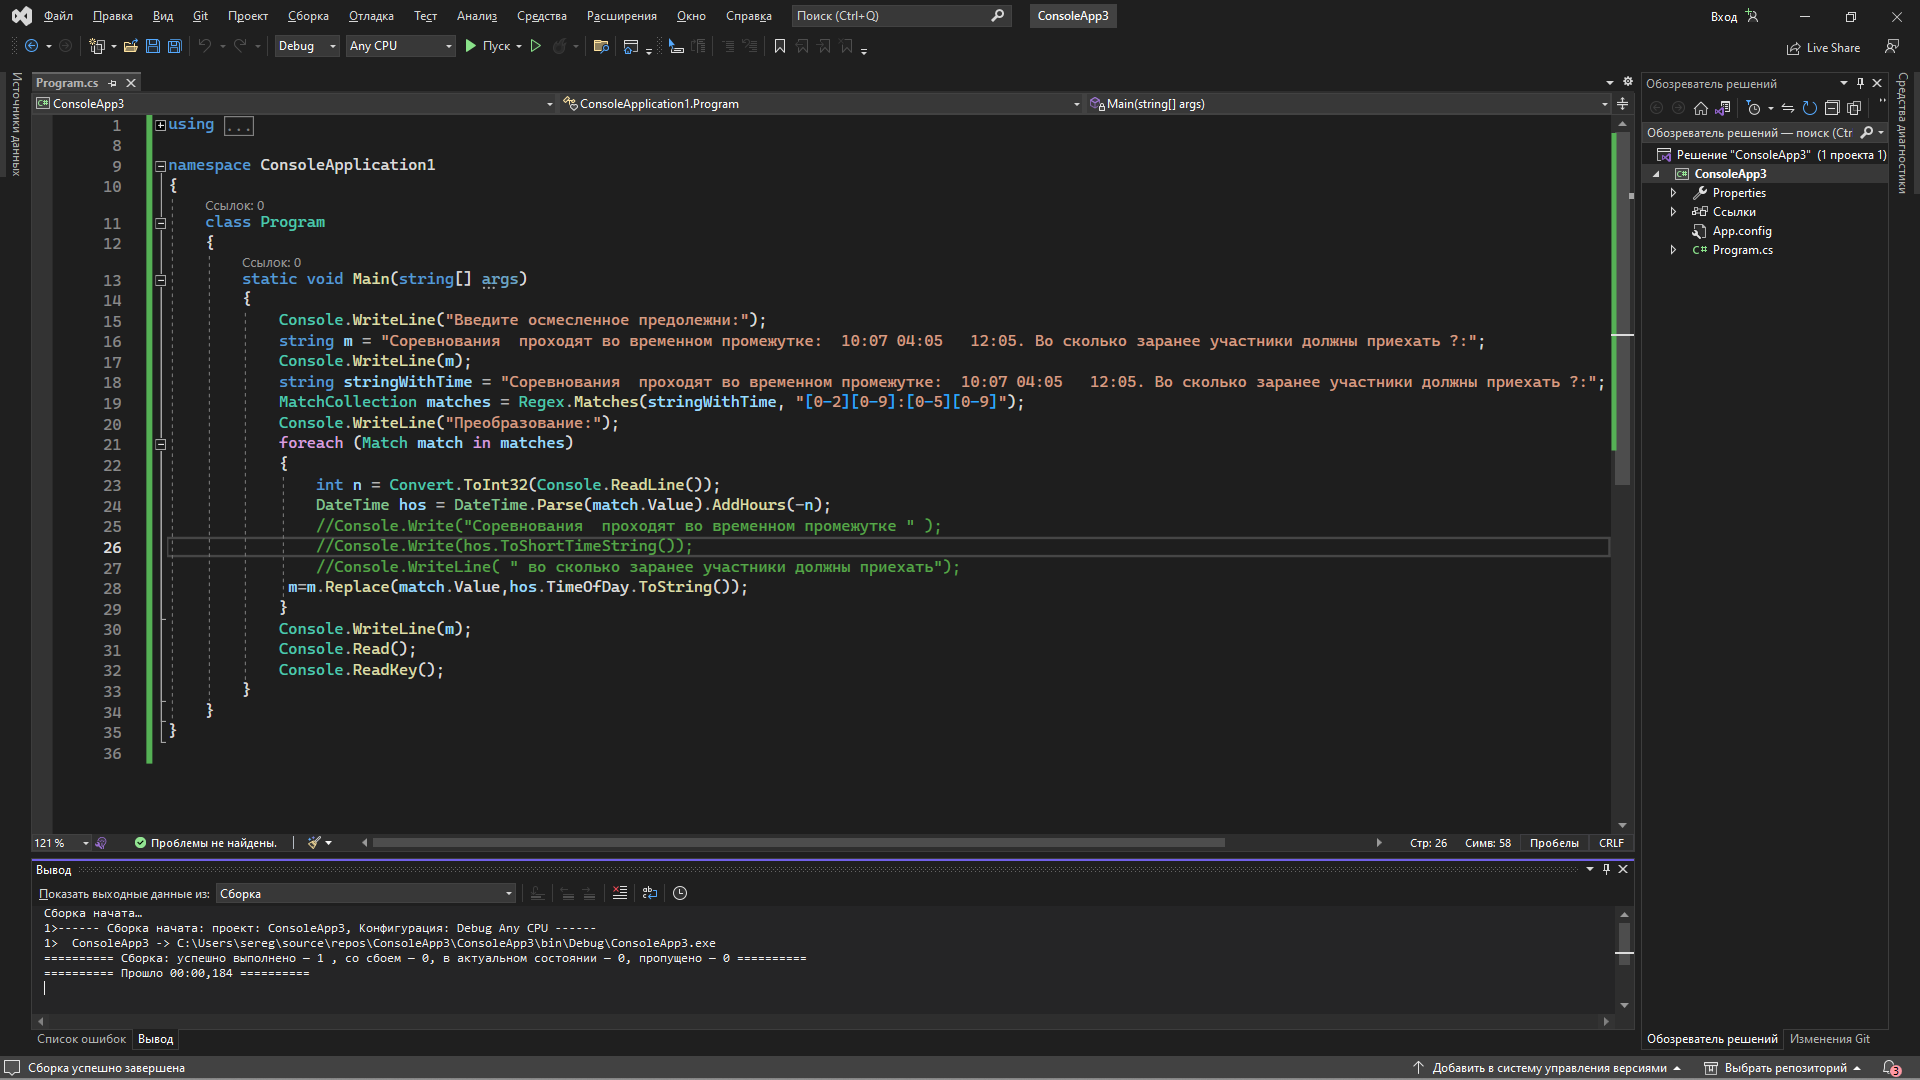 Файл Правка Вид Git Проект Сборка Отладка Тест Анализ Средства Расширения Окно Справка Поиск (Ctrl+Q) ConsoleApp3 Вход
Debug Any CPU Пуск Live Share
Источники данных
Program.cs
ConsoleApp3 ConsoleApplication1.Program Main(string[] args)
1 using ...
8
9 namespace ConsoleApplication1
10 {
Ссылок: 0
11 class Program
12 {
Ссылок: 0
13 static void Main(string[] args)
14 {
15 Console.WriteLine("Введите осмесленное предолежни:");
16 string m = "Соревнования  проходят во временном промежутке:  10:07 04:05   12:05. Во сколько заранее участники должны приехать ?:";
17 Console.WriteLine(m);
18 string stringWithTime = "Соревнования  проходят во временном промежутке:  10:07 04:05   12:05. Во сколько заранее участники должны приехать ?:";
19 MatchCollection matches = Regex.Matches(stringWithTime, "[0-2][0-9]:[0-5][0-9]");
20 Console.WriteLine("Преобразование:");
21 foreach (Match match in matches)
22 {
23 int n = Convert.ToInt32(Console.ReadLine());
24 DateTime hos = DateTime.Parse(match.Value).AddHours(-n);
25 //Console.Write("Соревнования  проходят во временном промежутке " );
26 //Console.Write(hos.ToShortTimeString());
27 //Console.WriteLine( " во сколько заранее участники должны приехать");
28 m=m.Replace(match.Value,hos.TimeOfDay.ToString());
29 }
30 Console.WriteLine(m);
31 Console.Read();
32 Console.ReadKey();
33 }
34 }
35 }
36
121 % Проблемы не найдены. Стр: 26 Симв: 58 Пробелы CRLF
Вывод
Показать выходные данные из: Сборка
Сборка начата…
1>------ Сборка начата: проект: ConsoleApp3, Конфигурация: Debug Any CPU ------
1>  ConsoleApp3 -> C:\Users\sereg\source\repos\ConsoleApp3\ConsoleApp3\bin\Debug\ConsoleApp3.exe
========== Сборка: успешно выполнено — 1 , со сбоем — 0, в актуальном состоянии — 0, пропущено — 0 ==========
========== Прошло 00:00,184 ==========
Список ошибок Вывод
Обозреватель решений
Обозреватель решений — поиск (Ctr
Решение "ConsoleApp3" (1 проекта 1)
ConsoleApp3
Properties
Ссылки
App.config
C# Program.cs
Обозреватель решений Изменения Git
Средства диагностики
Сборка успешно завершена Добавить в систему управления версиями Выбрать репозиторий 3